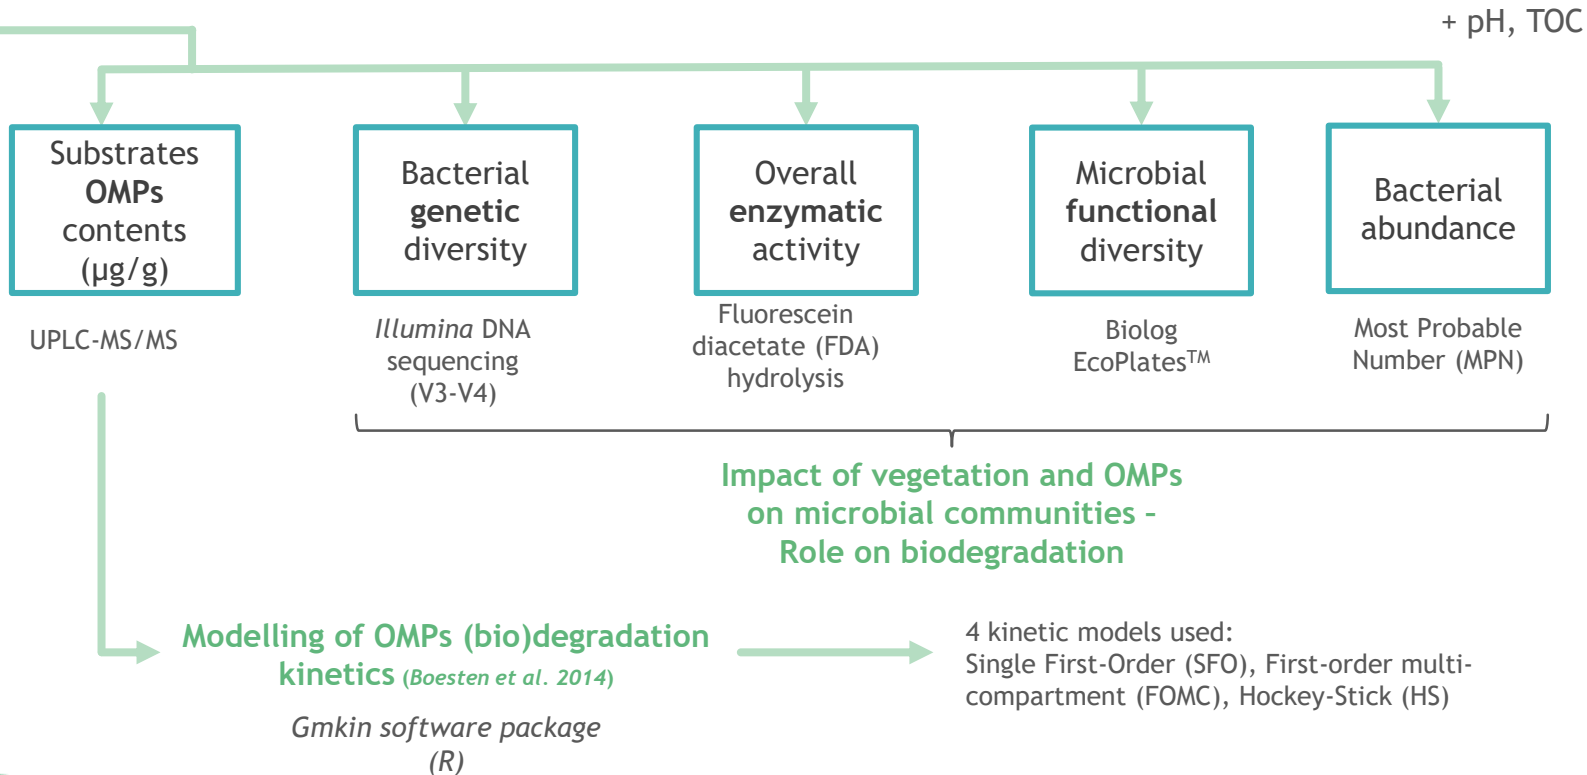 + pH, TOC
Substrates
OMPs
contents
(µg/g)
Bacterial
genetic
diversity
Overall
enzymatic
activity
Microbial
functional
diversity
Bacterial
abundance
UPLC-MS/MS
Illumina DNA
sequencing
(V3-V4)
Fluorescein
diacetate (FDA)
hydrolysis
Biolog
EcoPlatesTM
Most Probable
Number (MPN)
Impact of vegetation and OMPs
on microbial communities –
Role on biodegradation
Modelling of OMPs (bio)degradation
kinetics (Boesten et al. 2014)
Gmkin software package
(R)
4 kinetic models used:
Single First-Order (SFO), First-order multi-
compartment (FOMC), Hockey-Stick (HS)